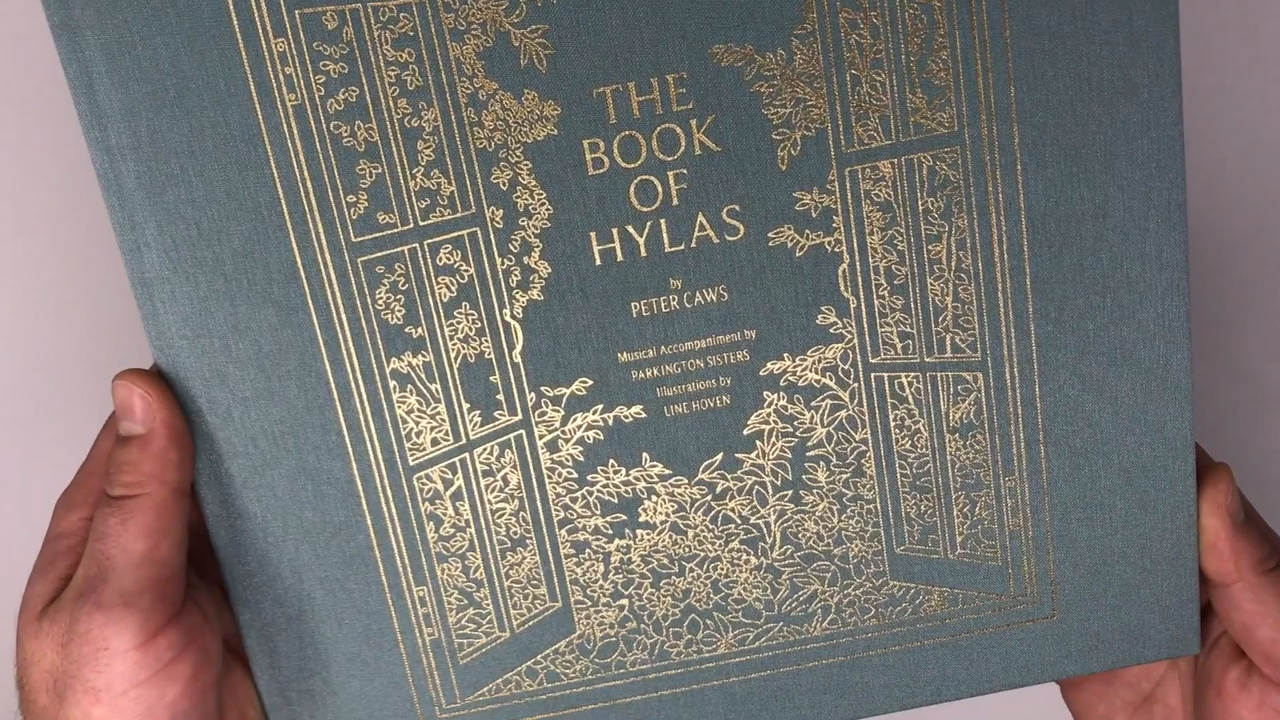 THE
BOOK
OF
HYLAS
by
PETER CAWS
Musical Accompaniment by
PARKINGTON SISTERS
Illustrations by
LINE HOVEN